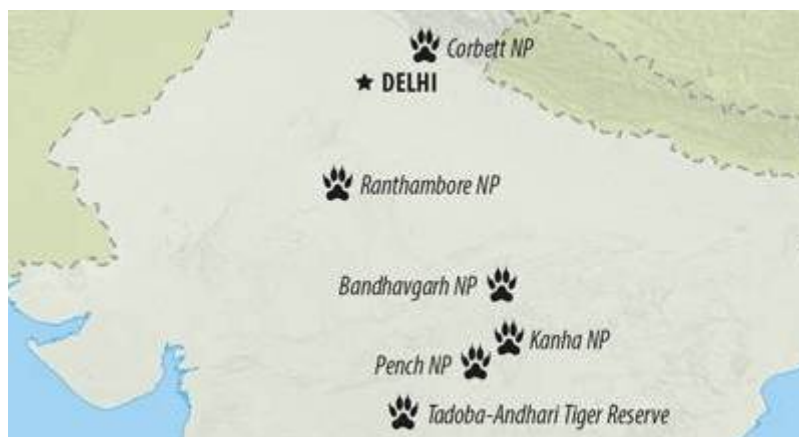 Corbett NP
DELHI
Ranthambore NP
Bandhavgarh NP
Kanha NP
Pench NP
Tadoba-Andhari Tiger Reserve